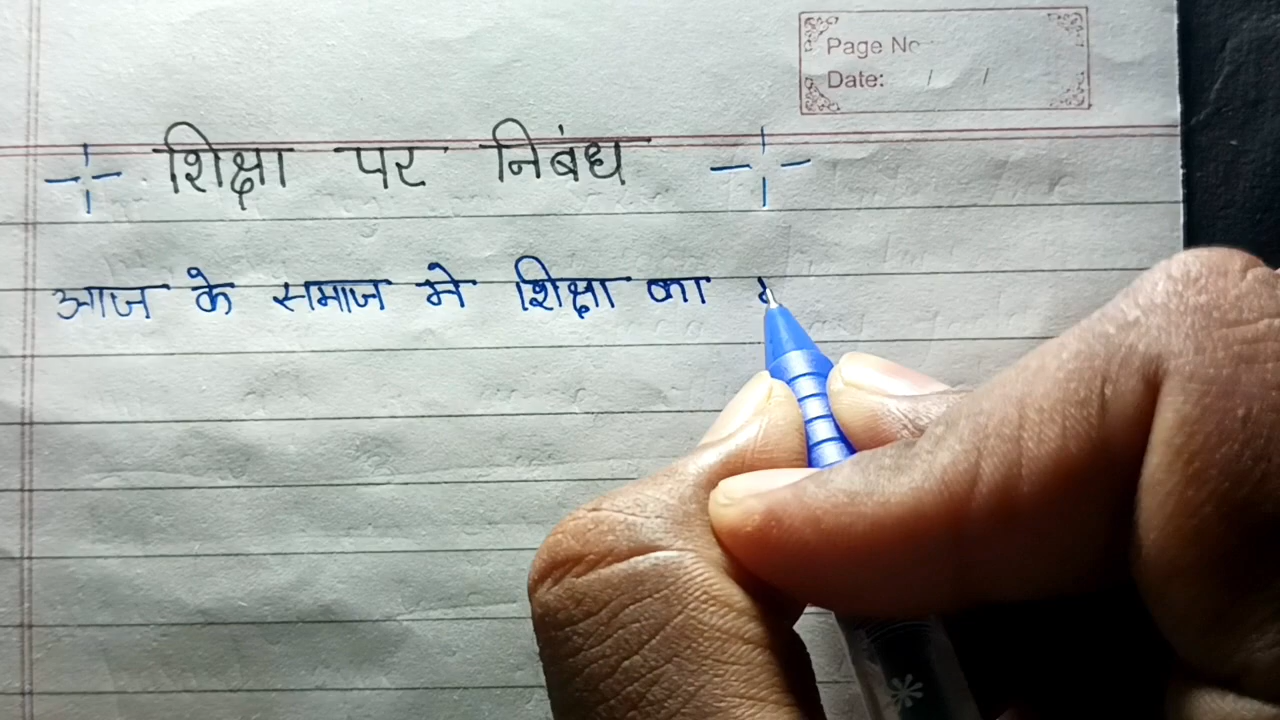 Page No
Date: / /
शिक्षा पर निबंध
आज के समाज मे शिक्षा का